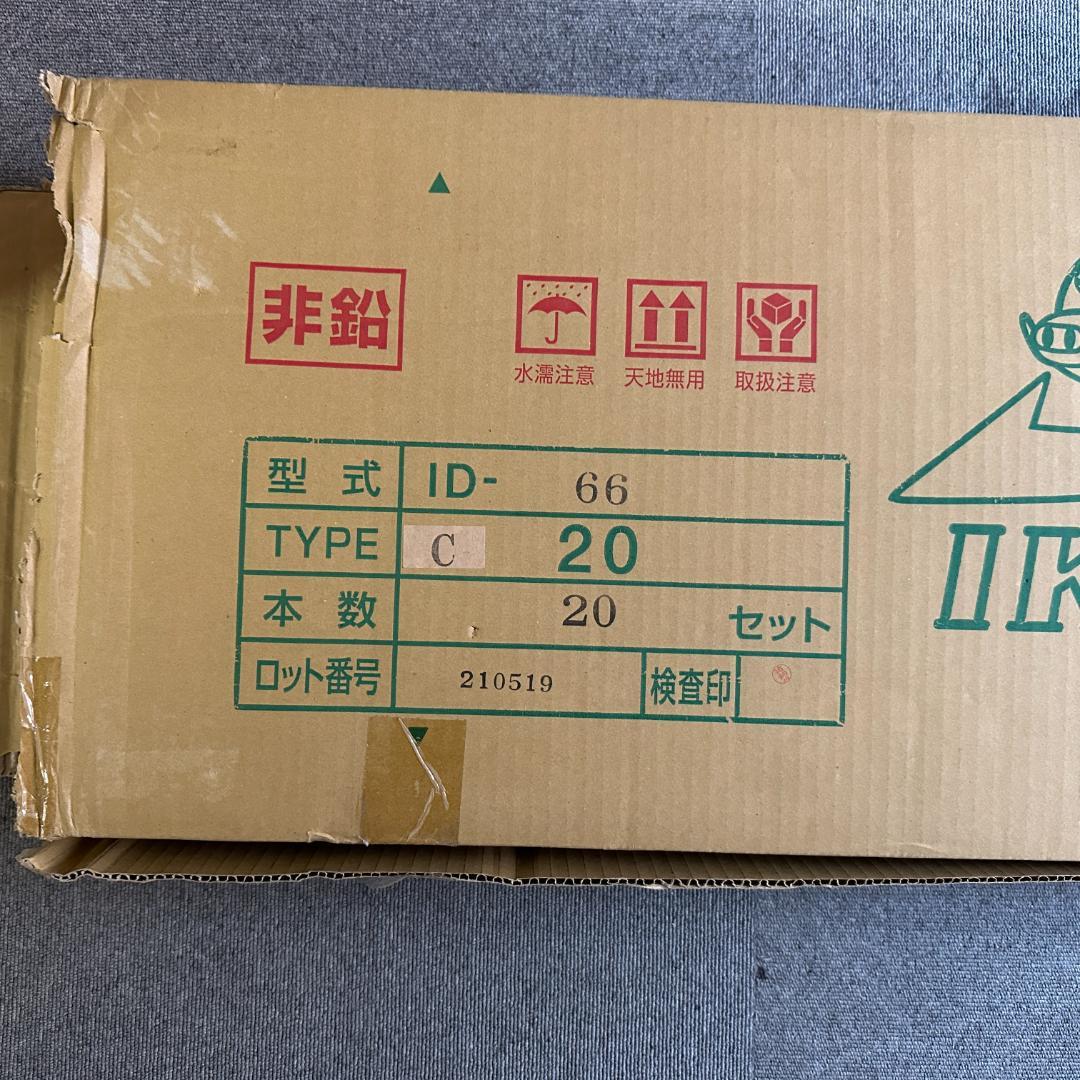 非鉛
水濡注意 天地無用 取扱注意
型式 ID- 66
TYPE C 20
本数 20 セット
ロット番号 210519 検査印